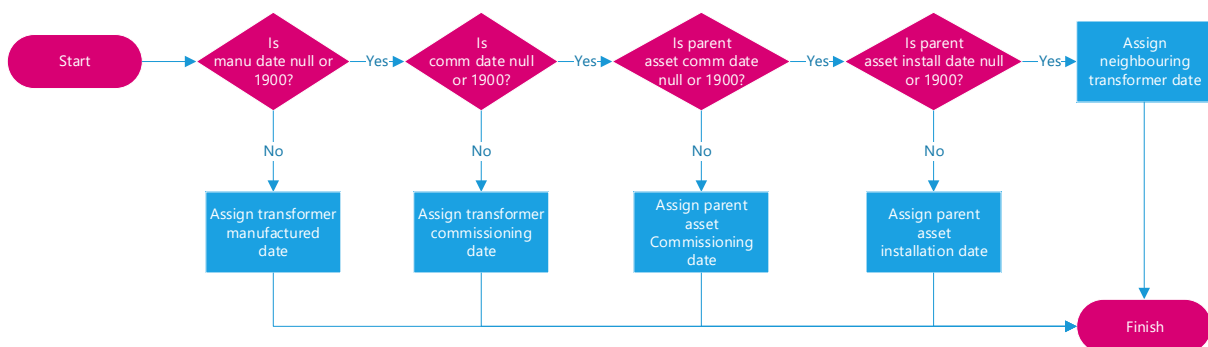 Start
Is
manu date null or
1900?
Yes
Is
comm date null
or 1900?
Yes
Is parent
asset comm date
null or 1900?
Yes
Is parent
asset install date null
or 1900?
Yes
Assign
neighbouring
transformer date
No
No
No
No
Assign transformer
manufactured
date
Assign transformer
commissioning
date
Assign parent
asset
Commissioning
date
Assign parent
asset
installation date
Finish